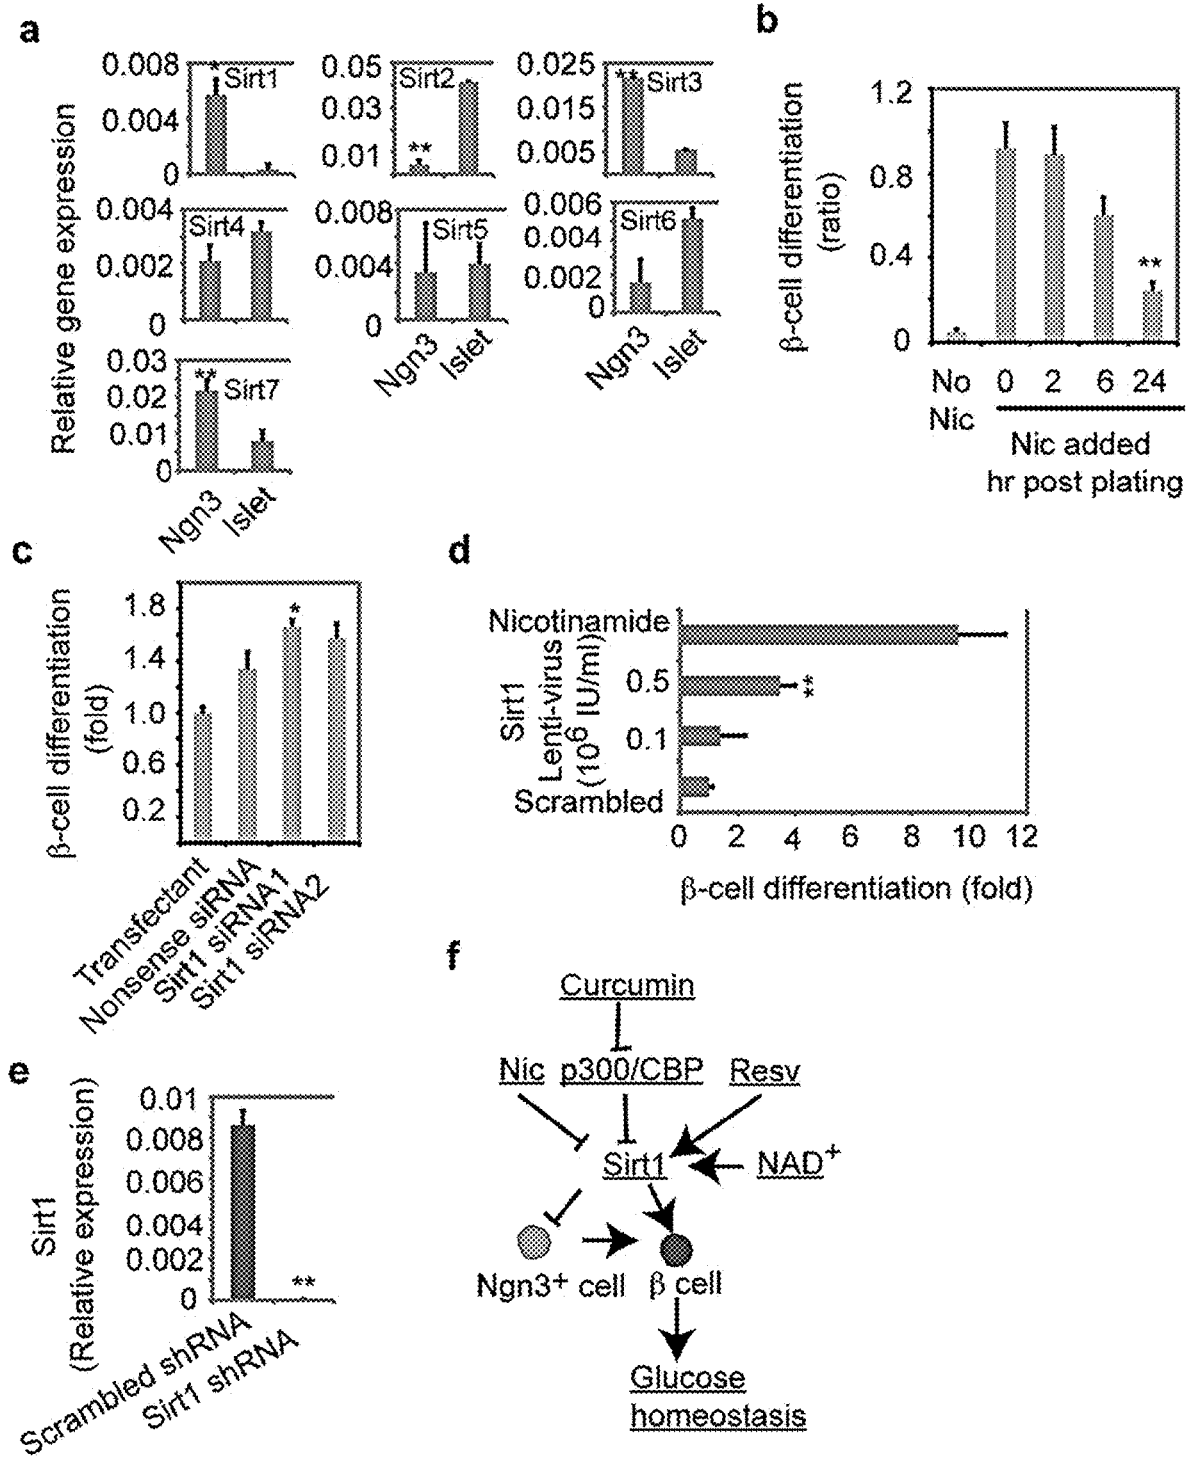 a
Relative gene expression
0.008
0.004
0
*
Sirt1
0.05
0.03
0.01
Sirt2
**
0.025
0.015
0.005
**
Sirt3
0.004
0.002
0
Sirt4
0.008
0.004
0
Sirt5
Ngn3
Islet
0.006
0.004
0.002
0
Sirt6
Ngn3
Islet
0.03
0.02
0.01
0
**
Sirt7
Ngn3
Islet
b
β-cell differentiation
(ratio)
1.2
0.8
0.4
0
**
No
Nic
0 2 6 24
Nic added
hr post plating
c
β-cell differentiation
(fold)
1.8
1.4
1.0
0.6
0.2
*
Transfectant
Nonsense siRNA
Sirt1 siRNA1
Sirt1 siRNA2
d
Nicotinamide
Sirt1
Lenti-virus
(10⁶ IU/ml)
0.5
0.1
Scrambled
**
0 2 4 6 8 10 12
β-cell differentiation (fold)
e
Sirt1
(Relative expression)
0.01
0.008
0.006
0.004
0.002
0
**
Scrambled shRNA
Sirt1 shRNA
f
Curcumin
Nic p300/CBP Resv
Sirt1 NAD⁺
Ngn3⁺ cell β cell
Glucose
homeostasis